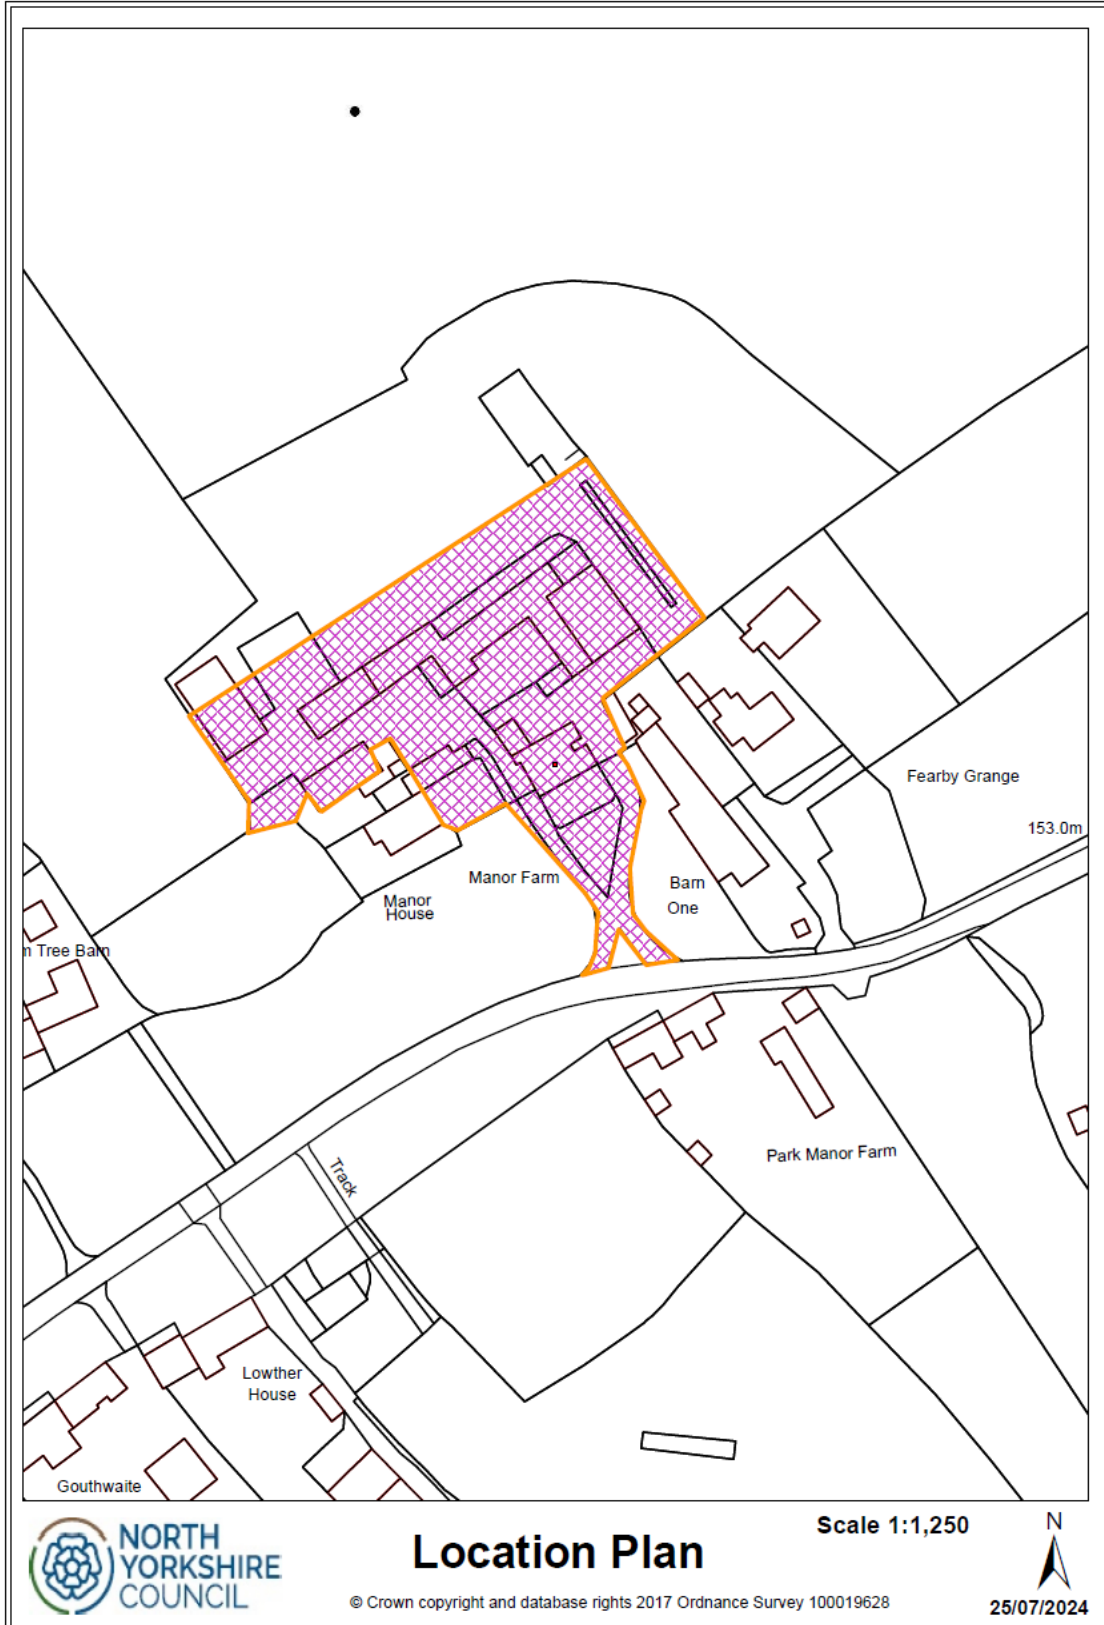 Fearby Grange
153.0m
Manor Farm
Barn
One
Manor
House
Tree Barn
Park Manor Farm
Track
Lowther
House
Gouthwaite
NORTH
YORKSHIRE
COUNCIL
Location Plan
Scale 1:1,250
N
© Crown copyright and database rights 2017 Ordnance Survey 100019628
25/07/2024